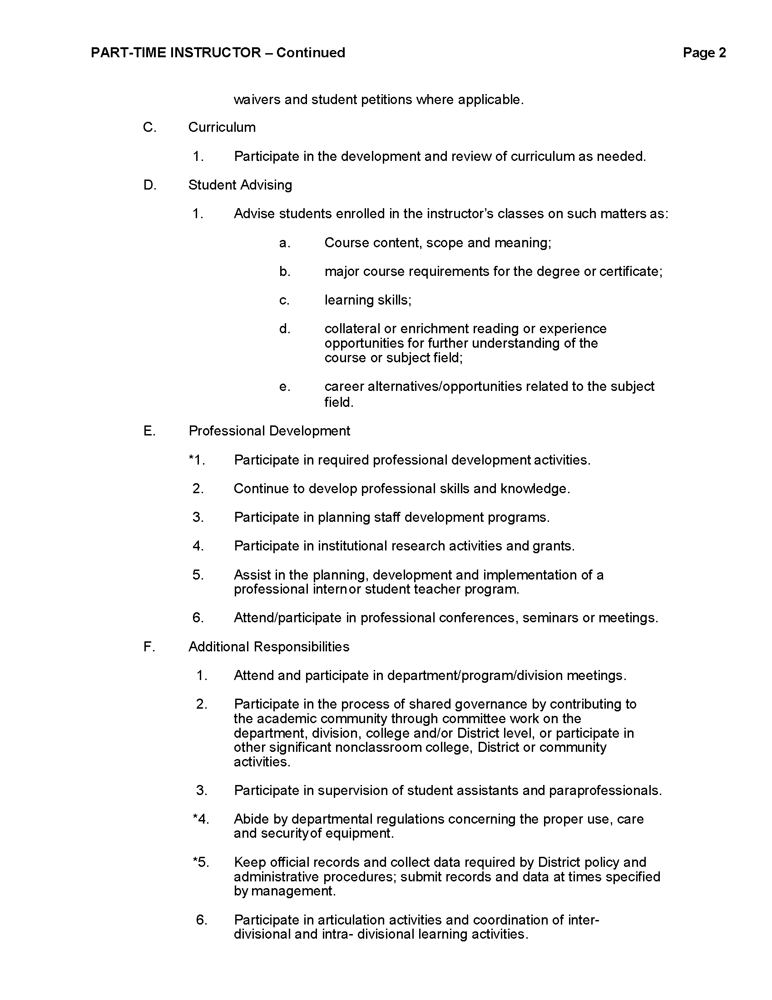 PART-TIME INSTRUCTOR – Continued Page 2
waivers and student petitions where applicable.
C. Curriculum
1. Participate in the development and review of curriculum as needed.
D. Student Advising
1. Advise students enrolled in the instructor’s classes on such matters as:
a. Course content, scope and meaning;
b. major course requirements for the degree or certificate;
c. learning skills;
d. collateral or enrichment reading or experience
opportunities for further understanding of the
course or subject field;
e. career alternatives/opportunities related to the subject
field.
E. Professional Development
*1. Participate in required professional development activities.
2. Continue to develop professional skills and knowledge.
3. Participate in planning staff development programs.
4. Participate in institutional research activities and grants.
5. Assist in the planning, development and implementation of a
professional intern or student teacher program.
6. Attend/participate in professional conferences, seminars or meetings.
F. Additional Responsibilities
1. Attend and participate in department/program/division meetings.
2. Participate in the process of shared governance by contributing to
the academic community through committee work on the
department, division, college and/or District level, or participate in
other significant nonclassroom college, District or community
activities.
3. Participate in supervision of student assistants and paraprofessionals.
*4. Abide by departmental regulations concerning the proper use, care
and security of equipment.
*5. Keep official records and collect data required by District policy and
administrative procedures; submit records and data at times specified
by management.
6. Participate in articulation activities and coordination of inter-
divisional and intra- divisional learning activities.